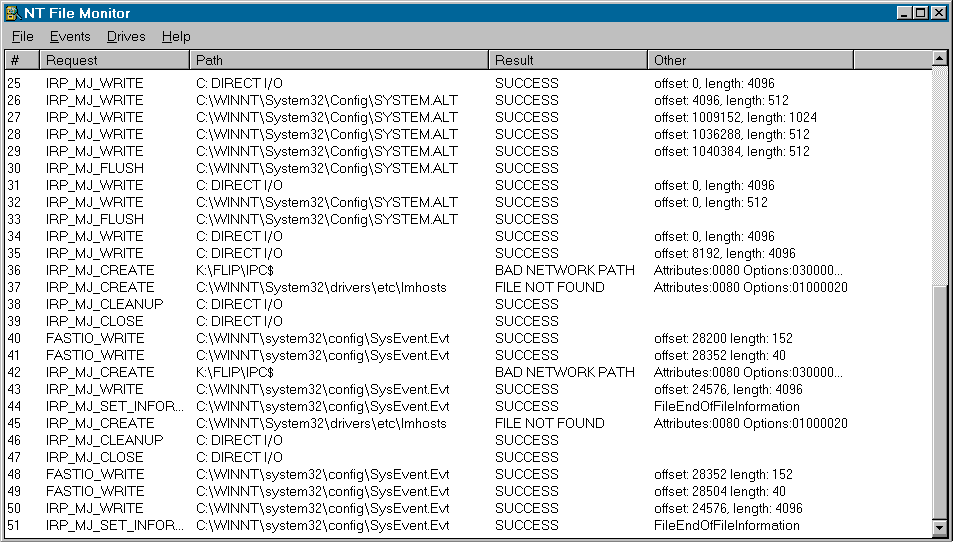 NT File Monitor
File Events Drives Help
# Request Path Result Other
25 IRP_MJ_WRITE C: DIRECT I/O SUCCESS offset: 0, length: 4096
26 IRP_MJ_WRITE C:\WINNT\System32\Config\SYSTEM.ALT SUCCESS offset: 4096, length: 512
27 IRP_MJ_WRITE C:\WINNT\System32\Config\SYSTEM.ALT SUCCESS offset: 1009152, length: 1024
28 IRP_MJ_WRITE C:\WINNT\System32\Config\SYSTEM.ALT SUCCESS offset: 1036288, length: 512
29 IRP_MJ_WRITE C:\WINNT\System32\Config\SYSTEM.ALT SUCCESS offset: 1040384, length: 512
30 IRP_MJ_FLUSH C:\WINNT\System32\Config\SYSTEM.ALT SUCCESS
31 IRP_MJ_WRITE C: DIRECT I/O SUCCESS offset: 0, length: 4096
32 IRP_MJ_WRITE C:\WINNT\System32\Config\SYSTEM.ALT SUCCESS offset: 0, length: 512
33 IRP_MJ_FLUSH C:\WINNT\System32\Config\SYSTEM.ALT SUCCESS
34 IRP_MJ_WRITE C: DIRECT I/O SUCCESS offset: 0, length: 4096
35 IRP_MJ_WRITE C: DIRECT I/O SUCCESS offset: 8192, length: 4096
36 IRP_MJ_CREATE K:\FLIP\IPC$ BAD NETWORK PATH Attributes:0080 Options:030000...
37 IRP_MJ_CREATE C:\WINNT\System32\drivers\etc\lmhosts FILE NOT FOUND Attributes:0080 Options:01000020
38 IRP_MJ_CLEANUP C: DIRECT I/O SUCCESS
39 IRP_MJ_CLOSE C: DIRECT I/O SUCCESS
40 FASTIO_WRITE C:\WINNT\system32\config\SysEvent.Evt SUCCESS offset: 28200 length: 152
41 FASTIO_WRITE C:\WINNT\system32\config\SysEvent.Evt SUCCESS offset: 28352 length: 40
42 IRP_MJ_CREATE K:\FLIP\IPC$ BAD NETWORK PATH Attributes:0080 Options:030000...
43 IRP_MJ_WRITE C:\WINNT\system32\config\SysEvent.Evt SUCCESS offset: 24576, length: 4096
44 IRP_MJ_SET_INFOR... C:\WINNT\system32\config\SysEvent.Evt SUCCESS FileEndOfFileInformation
45 IRP_MJ_CREATE C:\WINNT\System32\drivers\etc\lmhosts FILE NOT FOUND Attributes:0080 Options:01000020
46 IRP_MJ_CLEANUP C: DIRECT I/O SUCCESS
47 IRP_MJ_CLOSE C: DIRECT I/O SUCCESS
48 FASTIO_WRITE C:\WINNT\system32\config\SysEvent.Evt SUCCESS offset: 28352 length: 152
49 FASTIO_WRITE C:\WINNT\system32\config\SysEvent.Evt SUCCESS offset: 28504 length: 40
50 IRP_MJ_WRITE C:\WINNT\system32\config\SysEvent.Evt SUCCESS offset: 24576, length: 4096
51 IRP_MJ_SET_INFOR... C:\WINNT\system32\config\SysEvent.Evt SUCCESS FileEndOfFileInformation